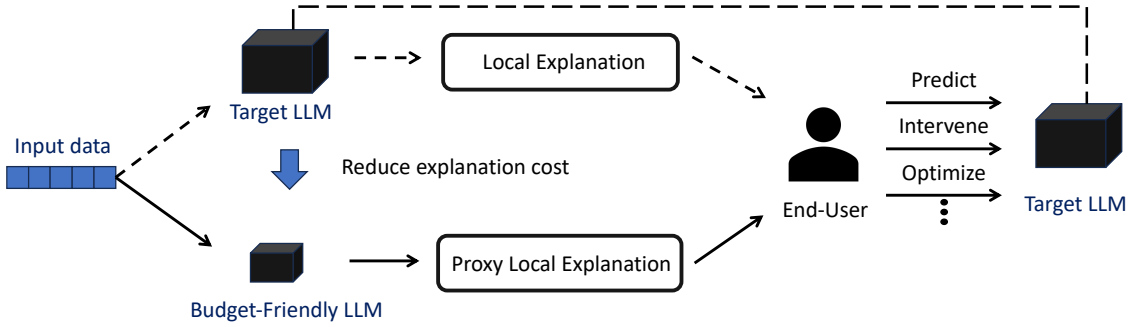 Local Explanation
Target LLM
Predict
Input data
Intervene
Reduce explanation cost
Optimize
End-User
Target LLM
Proxy Local Explanation
Budget-Friendly LLM